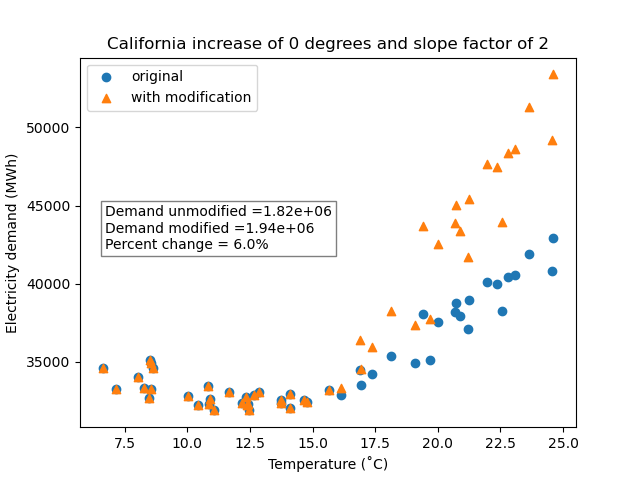 California increase of 0 degrees and slope factor of 2
original
with modification
Demand unmodified =1.82e+06
Demand modified =1.94e+06
Percent change = 6.0%
Electricity demand (MWh)
50000
45000
40000
35000
7.5 10.0 12.5 15.0 17.5 20.0 22.5 25.0
Temperature (˚C)